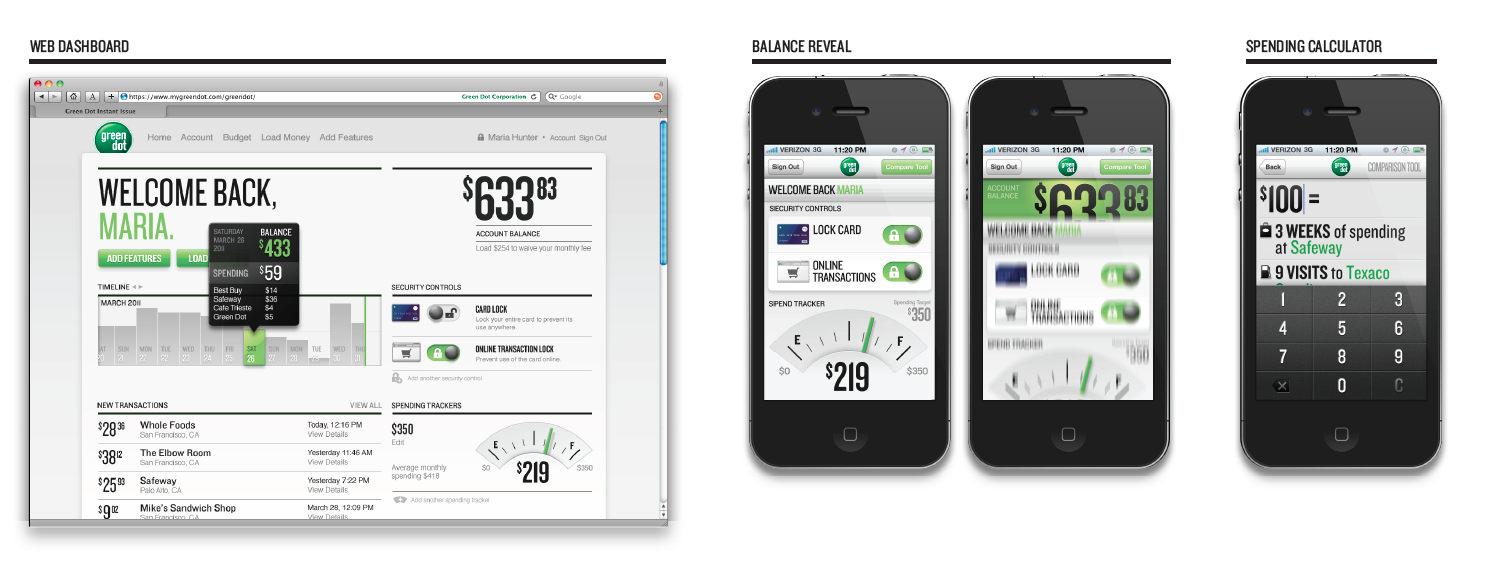 WEB DASHBOARD
https://www.mygreendot.com/greendot/
Green Dot Corporation
Google
Green Dot Instant Issue
green
dot
Home Account Budget Load Money Add Features
Maria Hunter • Account Sign Out
WELCOME BACK,
MARIA.
ADD FEATURES
LOAD
$633 83
ACCOUNT BALANCE
Load $254 to waive your monthly fee
SATURDAY
MARCH 26
2011
BALANCE
$433
SPENDING $59
Best Buy $14
Safeway $36
Cafe Trieste $4
Green Dot $5
TIMELINE
MARCH 2011
SUN MON TUE WED THU FRI SAT SUN MON TUE WED
20 21 22 23 24 25 26 27 28 29 30
SECURITY CONTROLS
CARD LOCK
Lock your entire card to prevent its
use anywhere.
ONLINE TRANSACTION LOCK
Prevent use of the card online.
Add another security control
NEW TRANSACTIONS
VIEW ALL
$28 36 Whole Foods Today, 12:16 PM
San Francisco, CA View Details
$38 12 The Elbow Room Yesterday 11:46 AM
San Francisco, CA View Details
$25 93 Safeway Yesterday 7:22 PM
Palo Alto, CA View Details
$9 02 Mike's Sandwich Shop March 28, 12:09 PM
San Francisco, CA View Details
SPENDING TRACKERS
$350
Edit
Average monthly
spending $418
E F
$0 $219 $350
Add another spending tracker
BALANCE REVEAL
VERIZON 3G 11:20 PM
Sign Out
green
dot
Compare Tool
WELCOME BACK MARIA
SECURITY CONTROLS
LOCK CARD
ONLINE
TRANSACTIONS
SPEND TRACKER
Spending Target
$350
E F
$0 $219 $350
VERIZON 3G 11:20 PM
Sign Out
green
dot
Compare Tool
ACCOUNT
BALANCE
$633 83
WELCOME BACK MARIA
SECURITY CONTROLS
LOCK CARD
ONLINE
TRANSACTIONS
SPEND TRACKER
$350
SPENDING CALCULATOR
VERIZON 3G 11:20 PM
Back
green
dot
COMPARISON TOOL
$100 =
3 WEEKS of spending
at Safeway
9 VISITS to Texaco
1 2 3
4 5 6
7 8 9
0 C